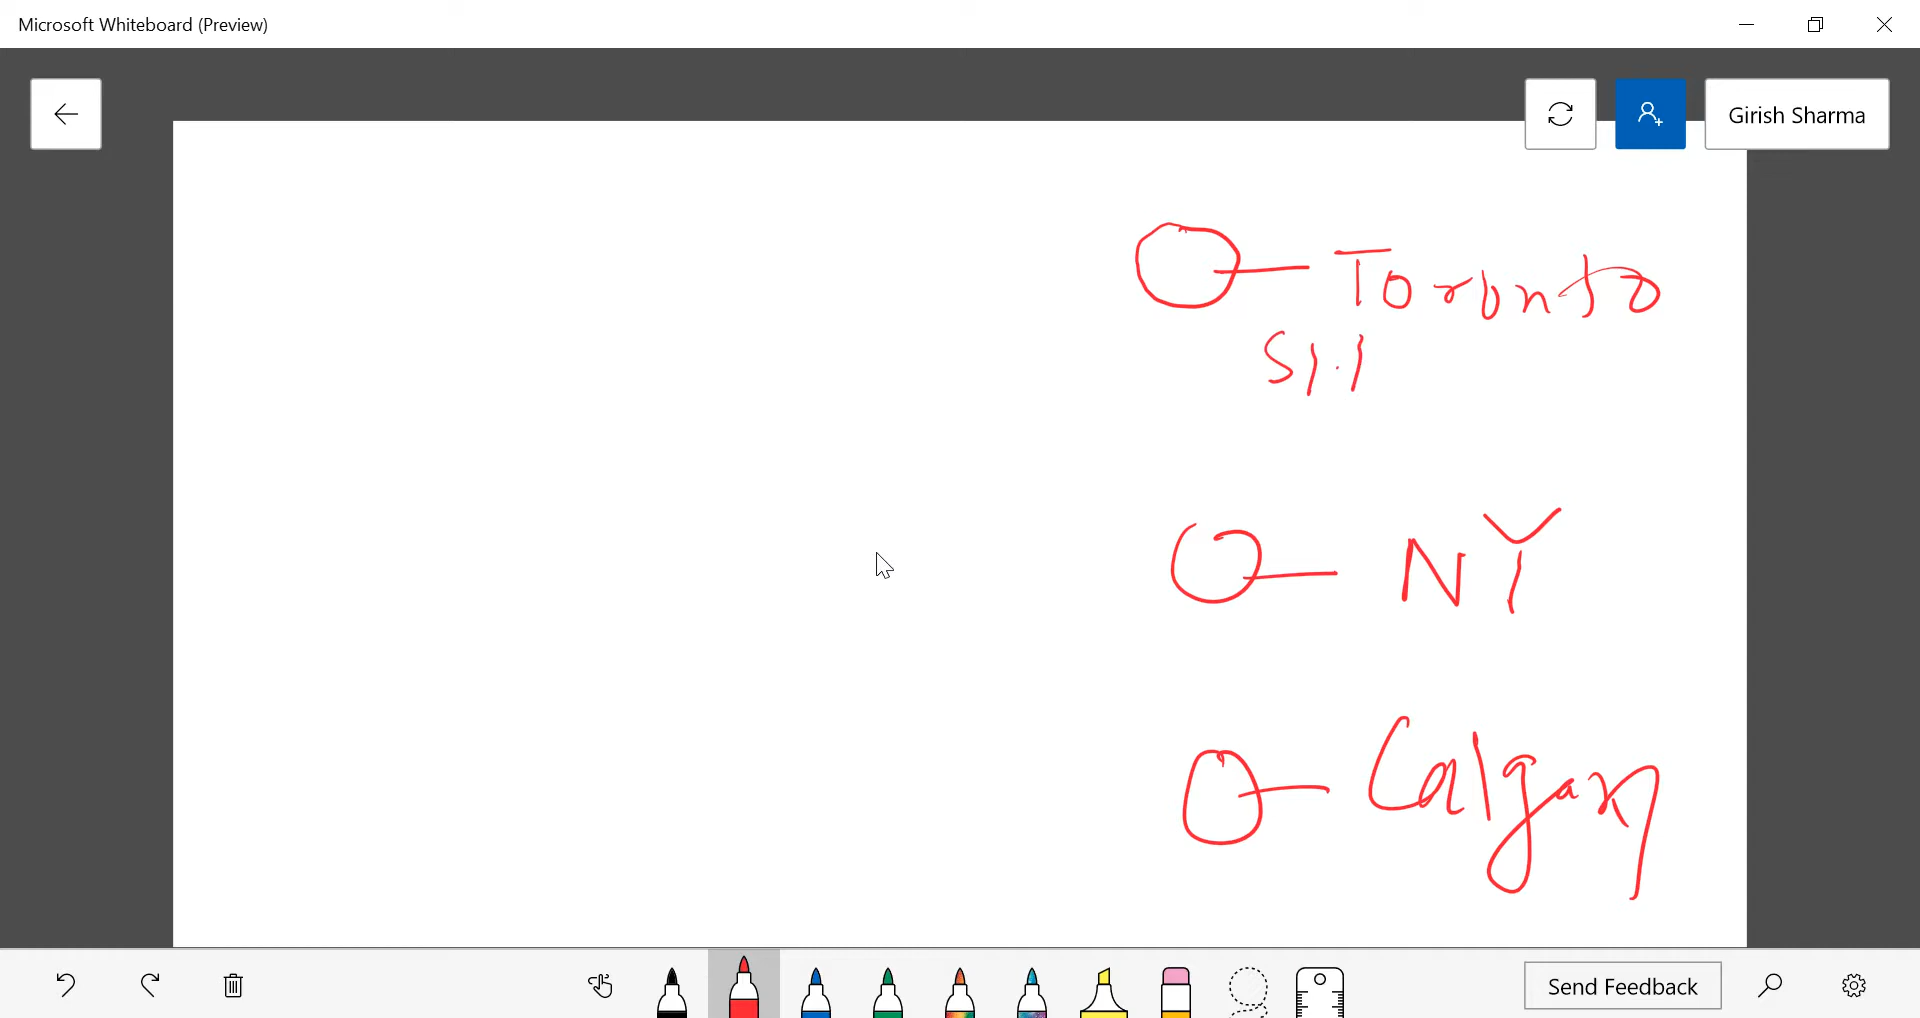 Microsoft Whiteboard (Preview)
Girish Sharma
Toronto
NY
Calgary
Send Feedback